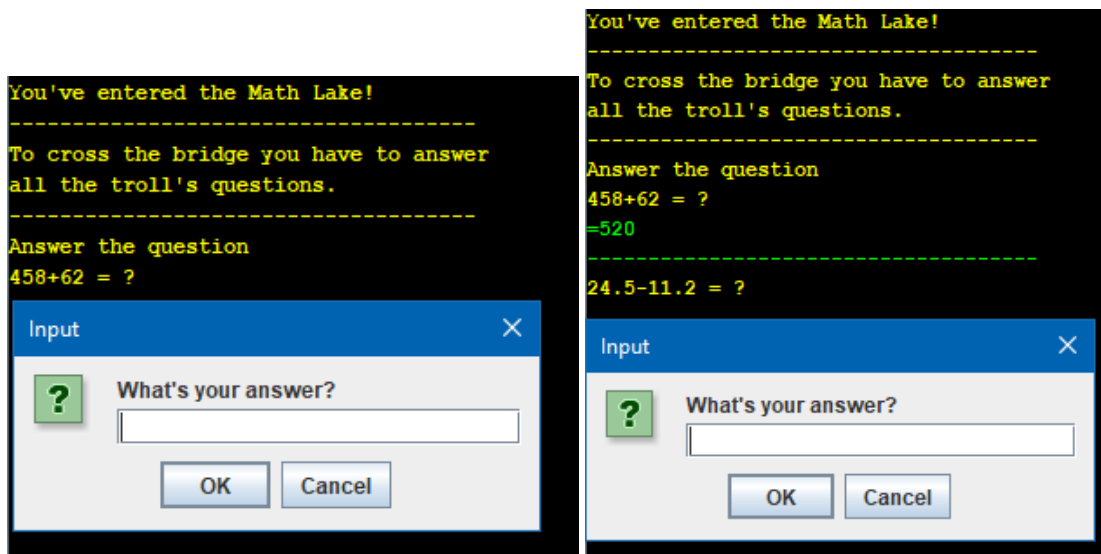 You've entered the Math Lake!
--------------------------------------
To cross the bridge you have to answer
all the troll's questions.
--------------------------------------
Answer the question
458+62 = ?
Input
What's your answer?
OK Cancel
You've entered the Math Lake!
-------------------------------------
To cross the bridge you have to answer
all the troll's questions.
-------------------------------------
Answer the question
458+62 = ?
=520
-------------------------------------
24.5-11.2 = ?
Input
What's your answer?
OK Cancel